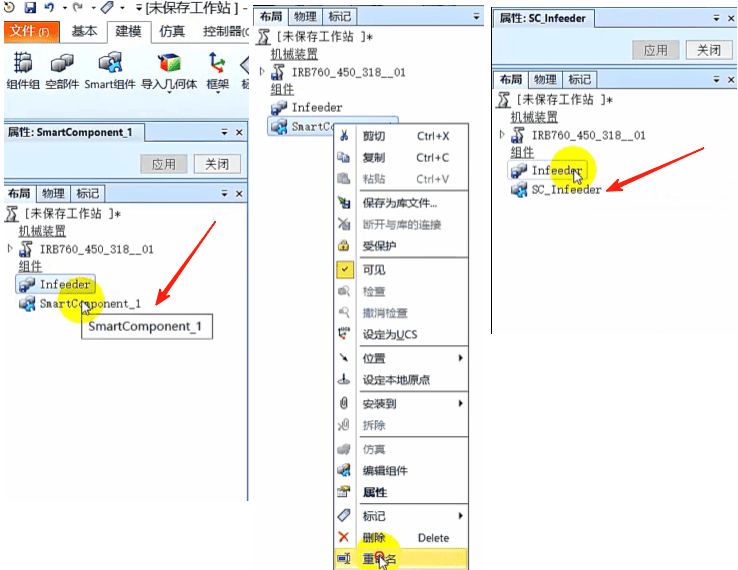 [未保存工作站] -
文件(F) 基本 建模 仿真 控制器(C
组件组 空部件 Smart组件 导入几何体 框架
属性: SmartComponent_1
应用 关闭
布局 物理 标记
[未保存工作站 ]*
机械装置
IRB760_450_318__01
组件
Infeeder
SmartComponent_1
SmartComponent_1
布局 物理 标记
[未保存工作站 ]*
机械装置
IRB760_450_318__01
组件
Infeeder
SmartCo
剪切 Ctrl+X
复制 Ctrl+C
粘贴 Ctrl+V
保存为库文件...
断开与库的连接
受保护
可见
检查
撤消检查
设定为UCS
位置
设定本地原点
安装到
拆除
仿真
编辑组件
属性
标记
删除 Delete
重命名
属性: SC_Infeeder
应用 关闭
布局 物理 标记
[未保存工作站 ]*
机械装置
IRB760_450_318__01
组件
Infeeder
SC_Infeeder